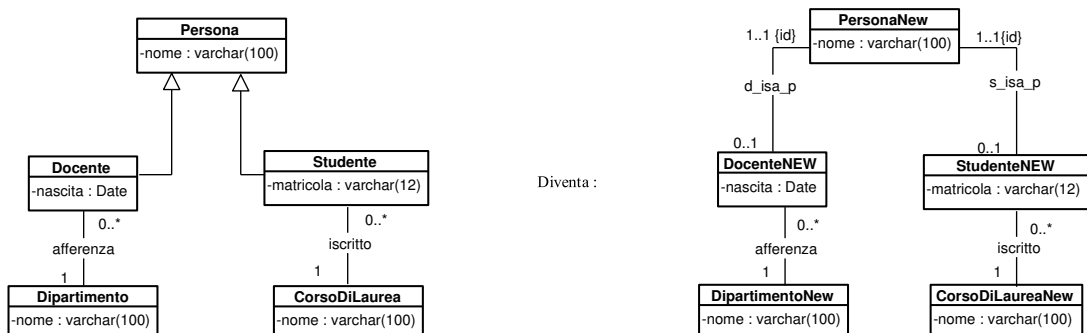 Persona
-nome : varchar(100)
Docente
-nascita : Date
Studente
-matricola : varchar(12)
0..*
afferenza
1
0..*
iscritto
1
Dipartimento
-nome : varchar(100)
CorsoDiLaurea
-nome : varchar(100)
Diventa :
PersonaNew
-nome : varchar(100)
1..1 {id}
1..1{id}
d_isa_p
s_isa_p
0..1
0..1
DocenteNEW
-nascita : Date
StudenteNEW
-matricola : varchar(12)
0..*
afferenza
1
0..*
iscritto
1
DipartimentoNew
-nome : varchar(100)
CorsoDiLaureaNew
-nome : varchar(100)